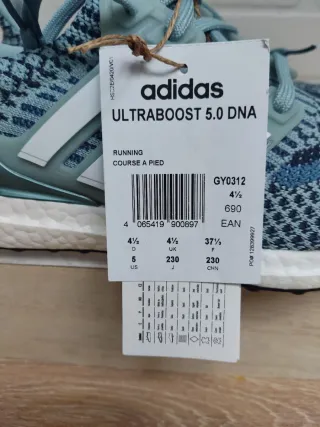 adidas
ULTRABOOST 5.0 DNA
RUNNING
COURSE A PIED
GY0312
4½
690
EAN
4 065419 900897
4½ 4½ 37⅓
D UK F
5 230 230
US J CHN